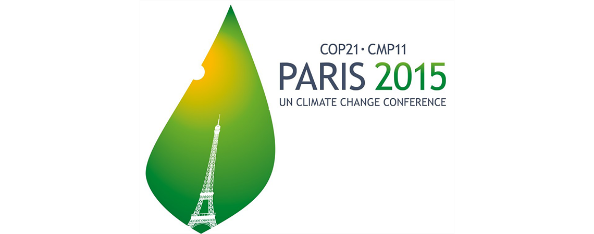 COP21 · CMP11
PARIS 2015
UN CLIMATE CHANGE CONFERENCE